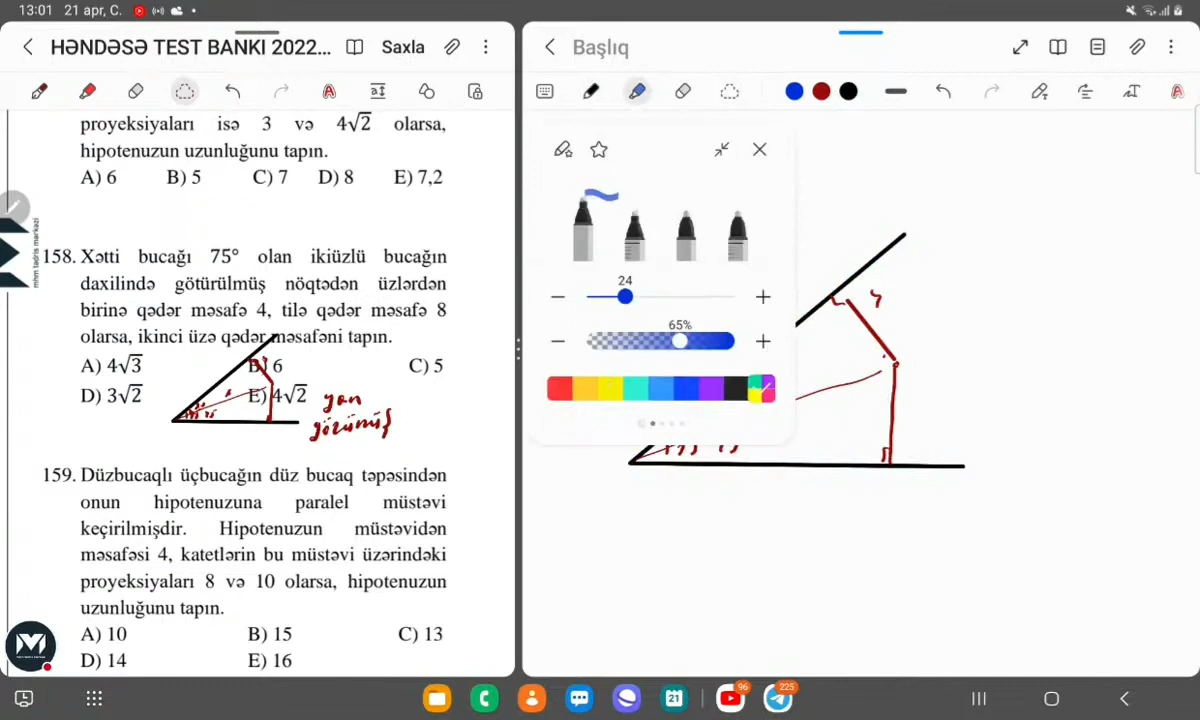 13:01 21 apr, C.
HƏNDƏSƏ TEST BANKI 2022...
Saxla
proyeksiyaları isə 3 və 4√2 olarsa,
hipotenuzun uzunluğunu tapın.
A) 6 B) 5 C) 7 D) 8 E) 7,2
mhm tədris mərkəzi
158. Xətti bucağı 75° olan ikiüzlü bucağın
daxilində götürülmüş nöqtədən üzlərdən
birinə qədər məsafə 4, tilə qədər məsafə 8
olarsa, ikinci üzə qədər məsafəni tapın.
A) 4√3 B) 6 C) 5
D) 3√2 E) 4√2
yan
görünüş
159. Düzbucaqlı üçbucağın düz bucaq təpəsindən
onun hipotenuzuna paralel müstəvi
keçirilmişdir. Hipotenuzun müstəvidən
məsafəsi 4, katetlərin bu müstəvi üzərindəki
proyeksiyaları 8 və 10 olarsa, hipotenuzun
uzunluğunu tapın.
A) 10 B) 15 C) 13
D) 14 E) 16
Başlıq
24
65%
4
21
96
225